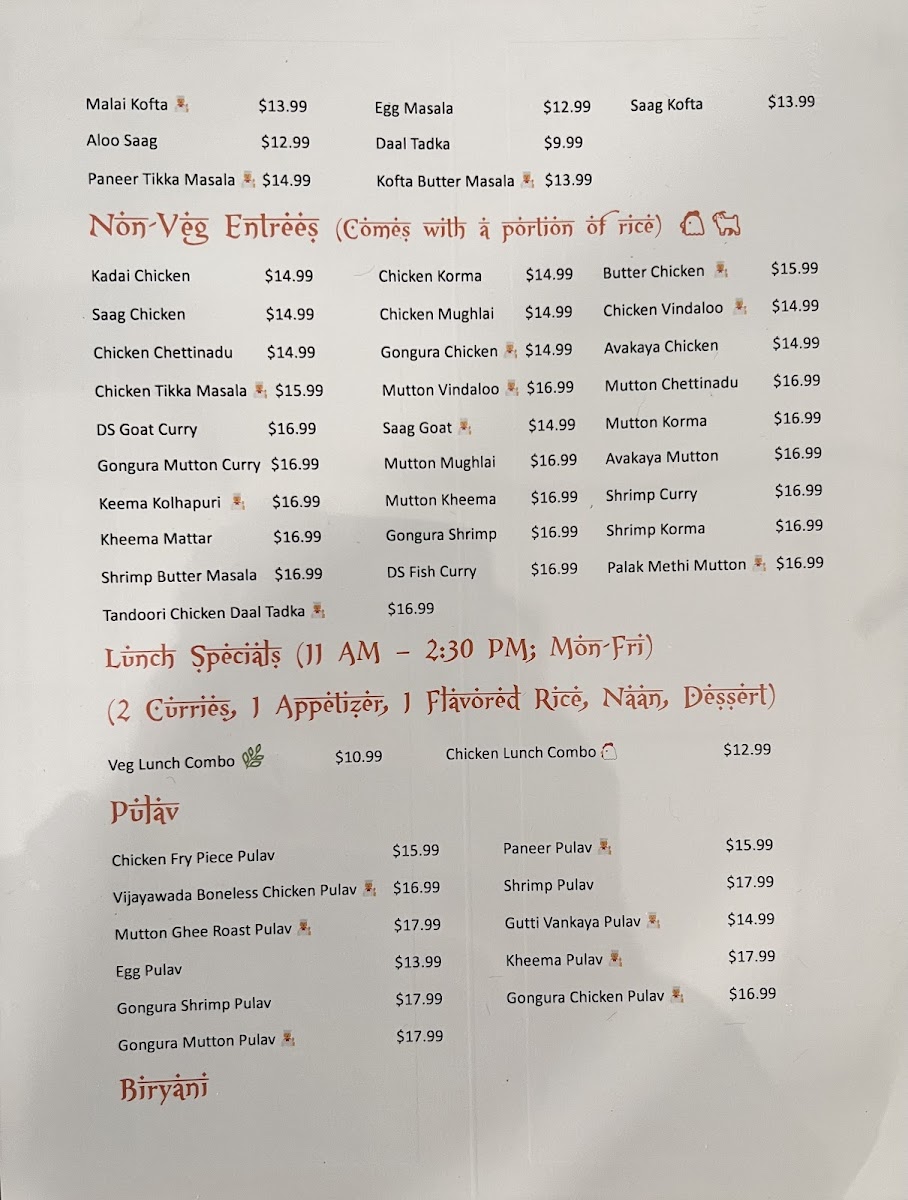 Malai Kofta $13.99 Egg Masala $12.99 Saag Kofta $13.99
Aloo Saag $12.99 Daal Tadka $9.99
Paneer Tikka Masala $14.99 Kofta Butter Masala $13.99
Non-Veg Entrees (Comes with a portion of rice)
Kadai Chicken $14.99 Chicken Korma $14.99 Butter Chicken $15.99
Saag Chicken $14.99 Chicken Mughlai $14.99 Chicken Vindaloo $14.99
Chicken Chettinadu $14.99 Gongura Chicken $14.99 Avakaya Chicken $14.99
Chicken Tikka Masala $15.99 Mutton Vindaloo $16.99 Mutton Chettinadu $16.99
DS Goat Curry $16.99 Saag Goat $14.99 Mutton Korma $16.99
Gongura Mutton Curry $16.99 Mutton Mughlai $16.99 Avakaya Mutton $16.99
Keema Kolhapuri $16.99 Mutton Kheema $16.99 Shrimp Curry $16.99
Kheema Mattar $16.99 Gongura Shrimp $16.99 Shrimp Korma $16.99
Shrimp Butter Masala $16.99 DS Fish Curry $16.99 Palak Methi Mutton $16.99
Tandoori Chicken Daal Tadka $16.99
Lunch Specials (11 AM – 2:30 PM; Mon-Fri)
(2 Curries, 1 Appetizer, 1 Flavored Rice, Naan, Dessert)
Veg Lunch Combo $10.99 Chicken Lunch Combo $12.99
Pulav
Chicken Fry Piece Pulav $15.99 Paneer Pulav $15.99
Vijayawada Boneless Chicken Pulav $16.99 Shrimp Pulav $17.99
Mutton Ghee Roast Pulav $17.99 Gutti Vankaya Pulav $14.99
Egg Pulav $13.99 Kheema Pulav $17.99
Gongura Shrimp Pulav $17.99 Gongura Chicken Pulav $16.99
Gongura Mutton Pulav $17.99
Biryani